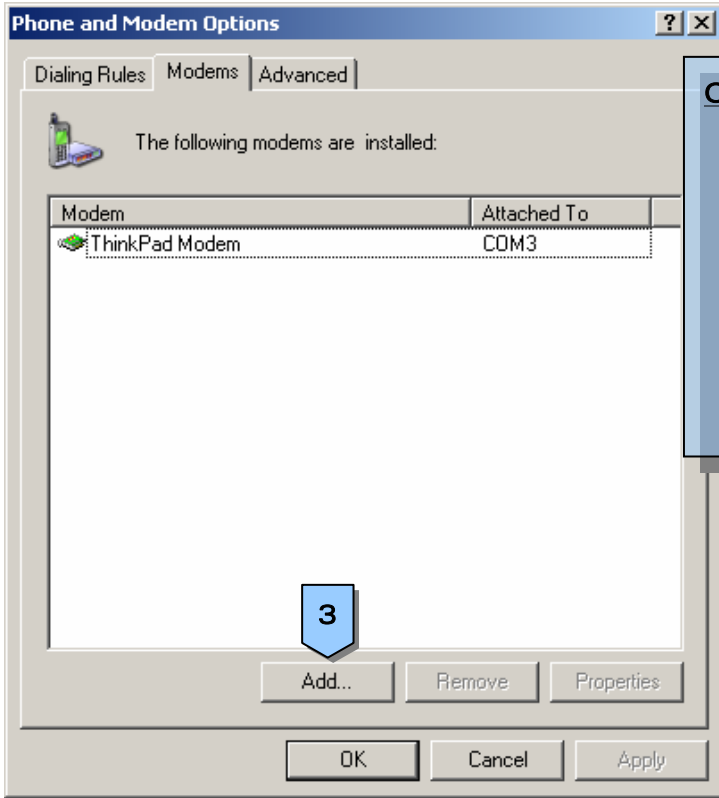 Phone and Modem Options
Dialing Rules Modems Advanced
The following modems are installed:
Modem Attached To
ThinkPad Modem COM3
3
Add... Remove Properties
OK Cancel Apply